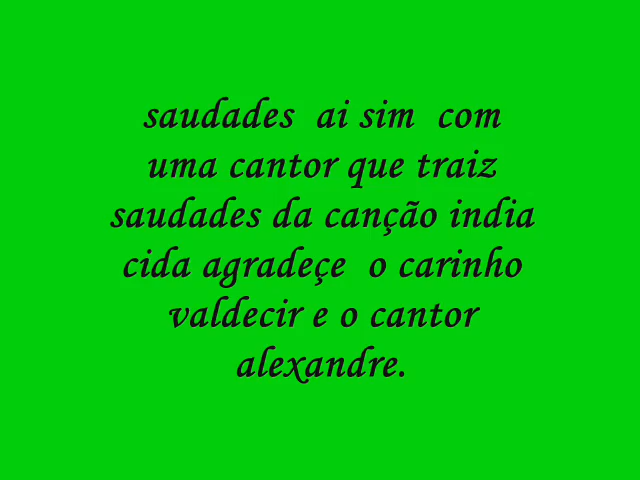 saudades  ai sim  com
uma cantor que traiz
saudades da canção india
cida agradeçe  o carinho
valdecir e o cantor
alexandre.